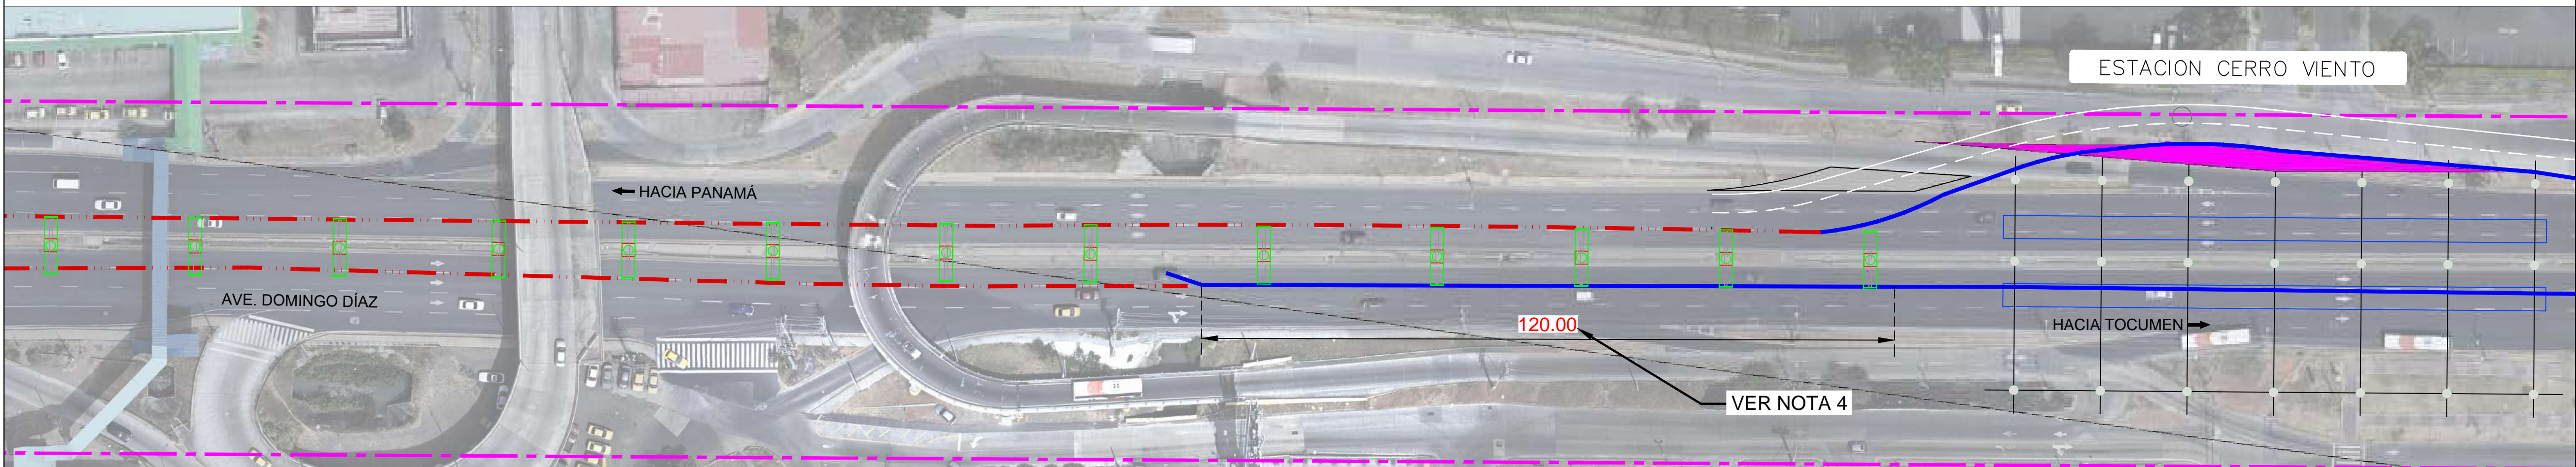 ESTACION CERRO VIENTO
HACIA PANAMÁ
AVE. DOMINGO DÍAZ
120.00
HACIA TOCUMEN
VER NOTA 4